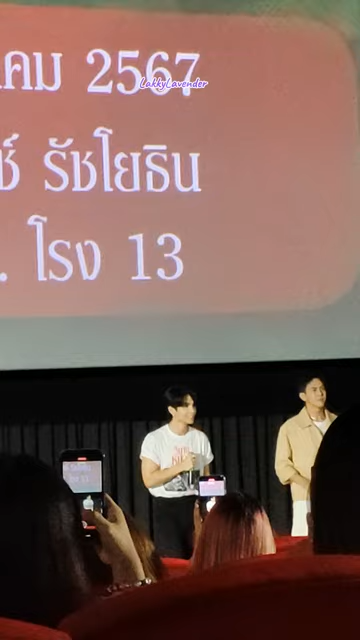 คม 2567
LakkyLavender
ซ์ รัชโยธิน
. โรง 13